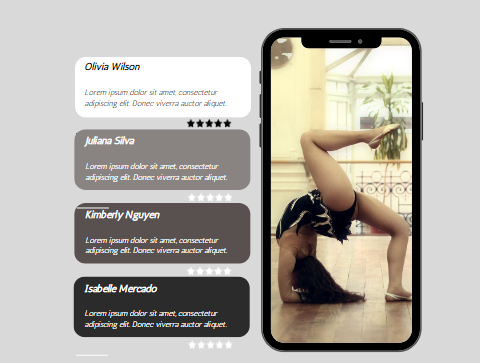 Olivia Wilson
Lorem ipsum dolor sit amet, consectetur
adipiscing elit. Donec viverra auctor aliquet.
Juliana Silva
Lorem ipsum dolor sit amet, consectetur
adipiscing elit. Donec viverra auctor aliquet.
Kimberly Nguyen
Lorem ipsum dolor sit amet, consectetur
adipiscing elit. Donec viverra auctor aliquet.
Isabelle Mercado
Lorem ipsum dolor sit amet, consectetur
adipiscing elit. Donec viverra auctor aliquet.